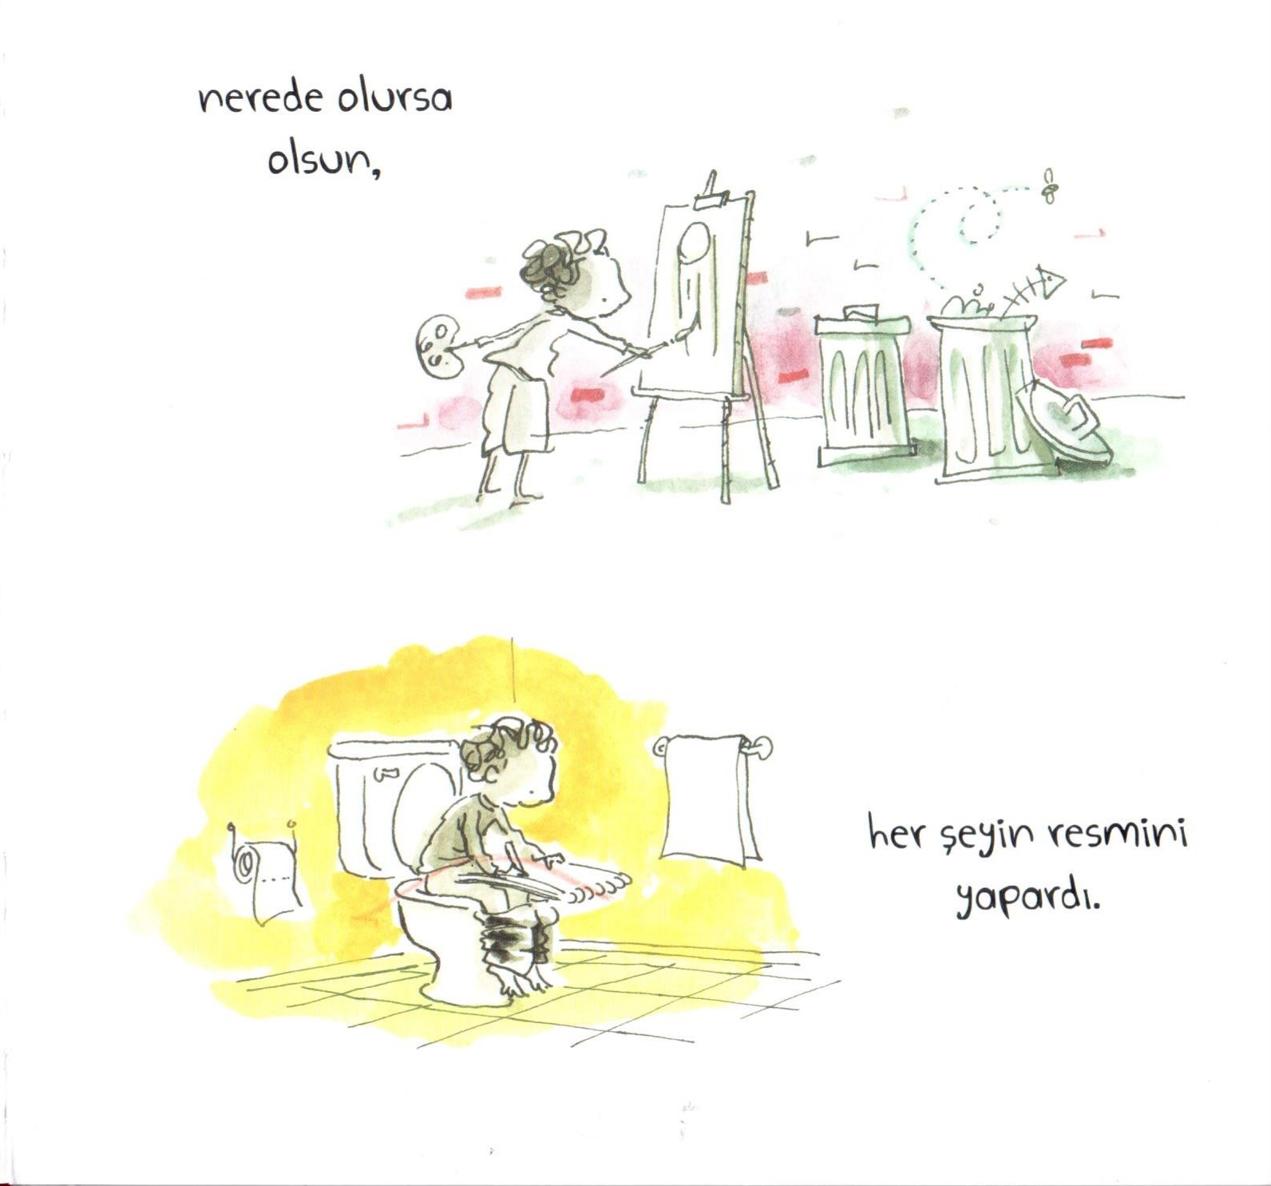 nerede olursa
olsun,
her şeyin resmini
yapardı.